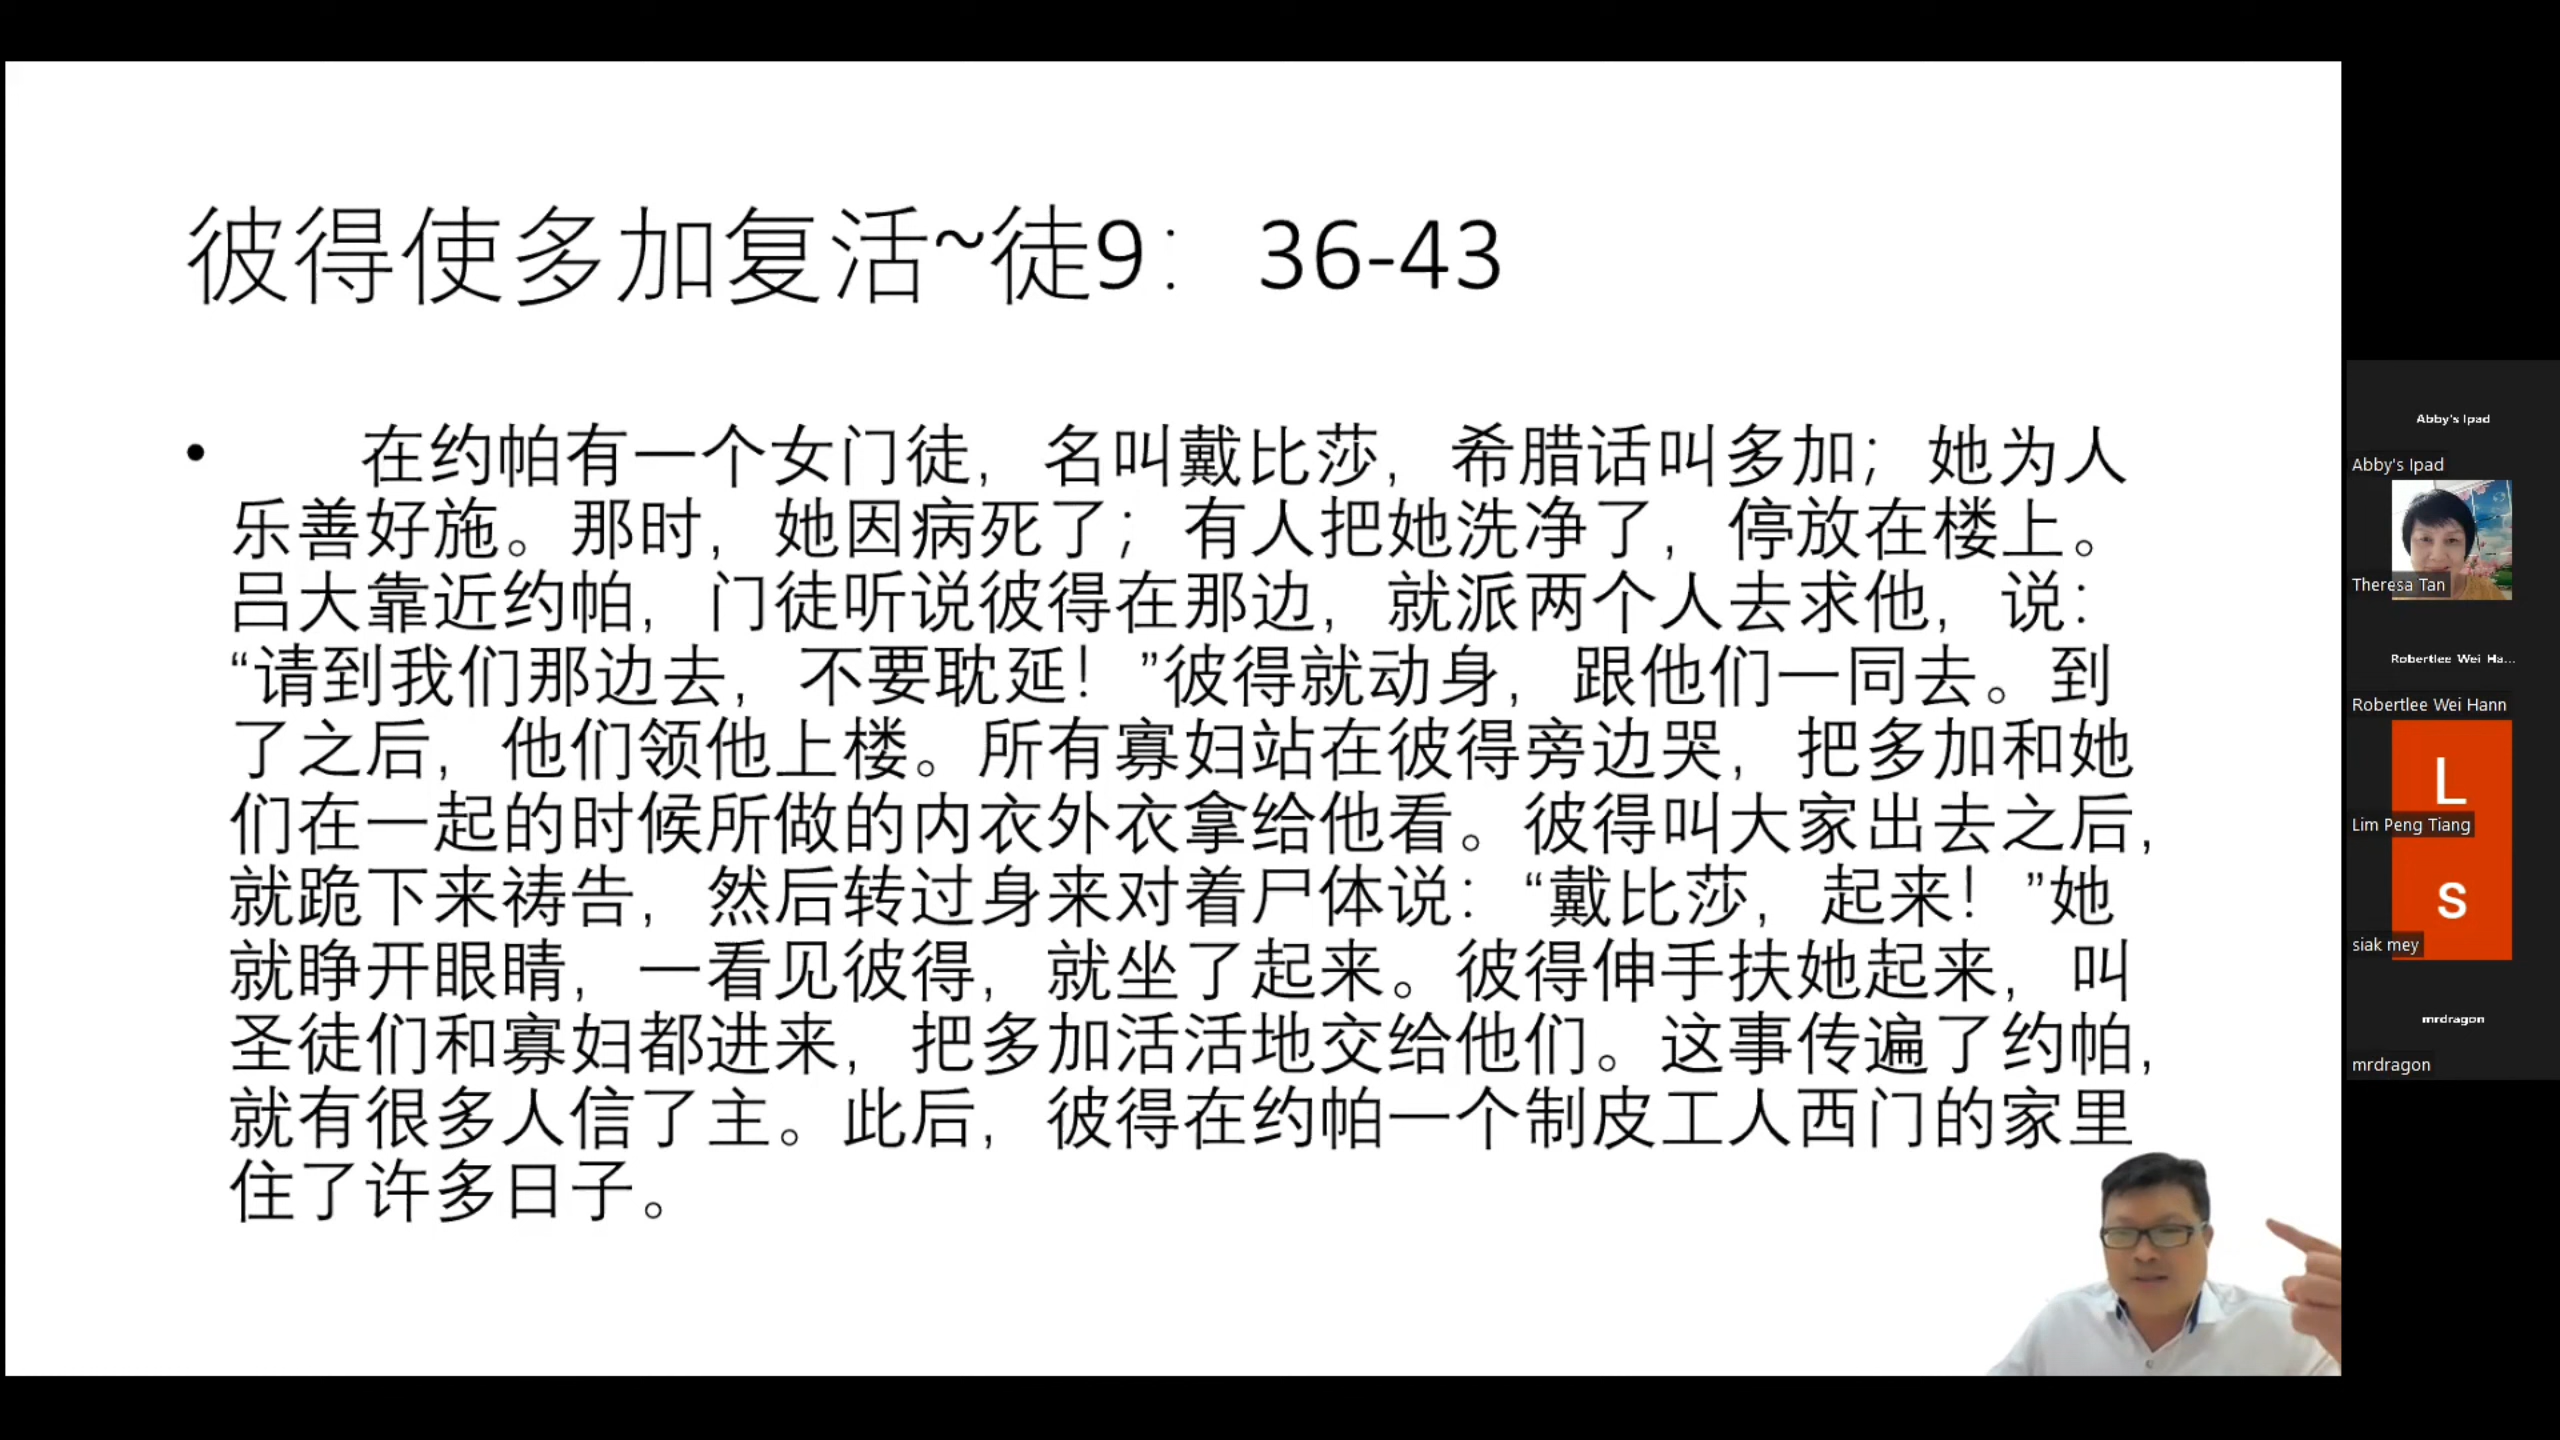 彼得使多加复活~徒9：36-43
• 在约帕有一个女门徒，名叫戴比莎，希腊话叫多加；她为人
乐善好施。那时，她因病死了；有人把她洗净了，停放在楼上。
吕大靠近约帕，门徒听说彼得在那边，就派两个人去求他，说：
“请到我们那边去，不要耽延！”彼得就动身，跟他们一同去。到
了之后，他们领他上楼。所有寡妇站在彼得旁边哭，把多加和她
们在一起的时候所做的内衣外衣拿给他看。彼得叫大家出去之后，
就跪下来祷告，然后转过身来对着尸体说：“戴比莎，起来！”她
就睁开眼睛，一看见彼得，就坐了起来。彼得伸手扶她起来，叫
圣徒们和寡妇都进来，把多加活活地交给他们。这事传遍了约帕，
就有很多人信了主。此后，彼得在约帕一个制皮工人西门的家里
住了许多日子。
Abby's Ipad
Abby's Ipad
Theresa Tan
Robertlee Wei Ha...
Robertlee Wei Hann
L
Lim Peng Tiang
S
siak mey
mrdragon
mrdragon